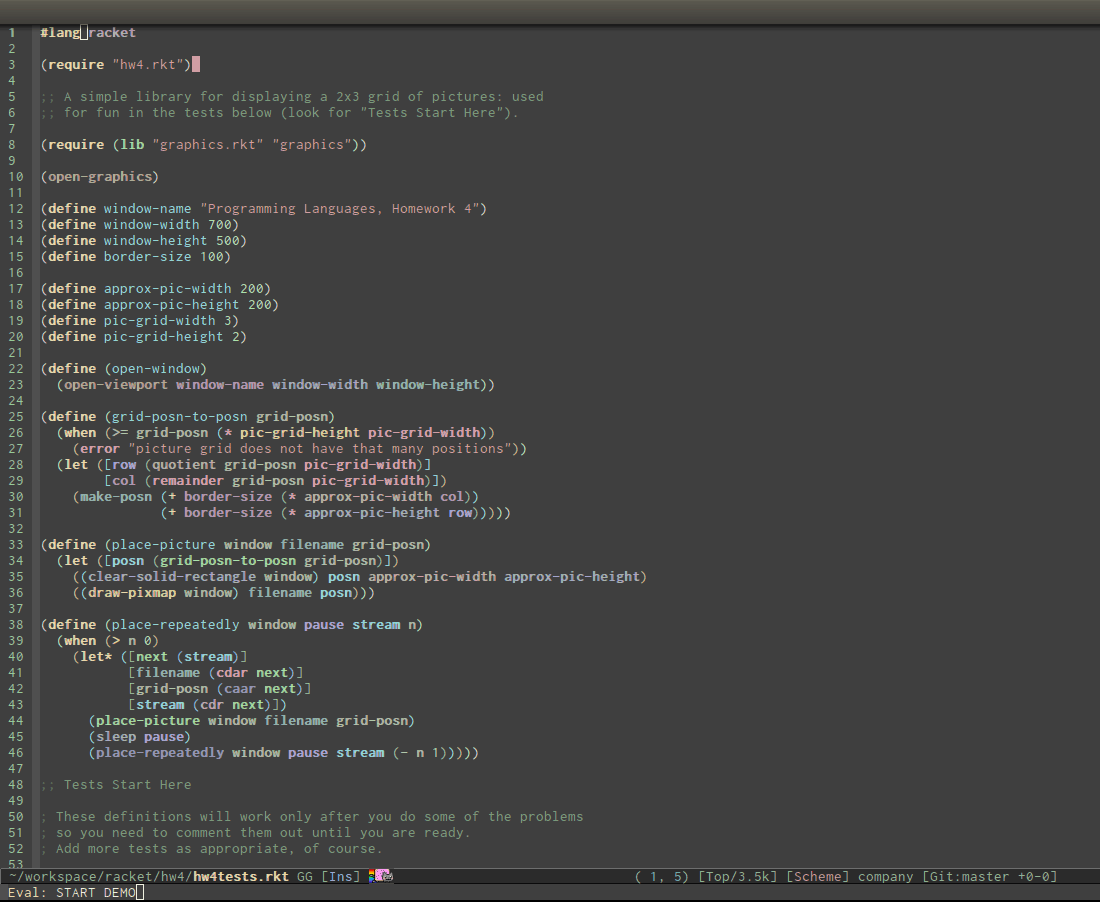 1 #lang racket
2
3 (require "hw4.rkt")
4
5 ;; A simple library for displaying a 2x3 grid of pictures: used
6 ;; for fun in the tests below (look for "Tests Start Here").
7
8 (require (lib "graphics.rkt" "graphics"))
9
10 (open-graphics)
11
12 (define window-name "Programming Languages, Homework 4")
13 (define window-width 700)
14 (define window-height 500)
15 (define border-size 100)
16
17 (define approx-pic-width 200)
18 (define approx-pic-height 200)
19 (define pic-grid-width 3)
20 (define pic-grid-height 2)
21
22 (define (open-window)
23   (open-viewport window-name window-width window-height))
24
25 (define (grid-posn-to-posn grid-posn)
26   (when (>= grid-posn (* pic-grid-height pic-grid-width))
27     (error "picture grid does not have that many positions"))
28   (let ([row (quotient grid-posn pic-grid-width)]
29         [col (remainder grid-posn pic-grid-width)])
30     (make-posn (+ border-size (* approx-pic-width col))
31                (+ border-size (* approx-pic-height row)))))
32
33 (define (place-picture window filename grid-posn)
34   (let ([posn (grid-posn-to-posn grid-posn)])
35     ((clear-solid-rectangle window) posn approx-pic-width approx-pic-height)
36     ((draw-pixmap window) filename posn)))
37
38 (define (place-repeatedly window pause stream n)
39   (when (> n 0)
40     (let* ([next (stream)]
41            [filename (cdar next)]
42            [grid-posn (caar next)]
43            [stream (cdr next)])
44       (place-picture window filename grid-posn)
45       (sleep pause)
46       (place-repeatedly window pause stream (- n 1)))))
47
48 ;; Tests Start Here
49
50 ; These definitions will work only after you do some of the problems
51 ; so you need to comment them out until you are ready.
52 ; Add more tests as appropriate, of course.
53
~/workspace/racket/hw4/hw4tests.rkt GG [Ins] ( 1, 5) [Top/3.5k] [Scheme] company [Git:master +0-0]
Eval: START DEMO